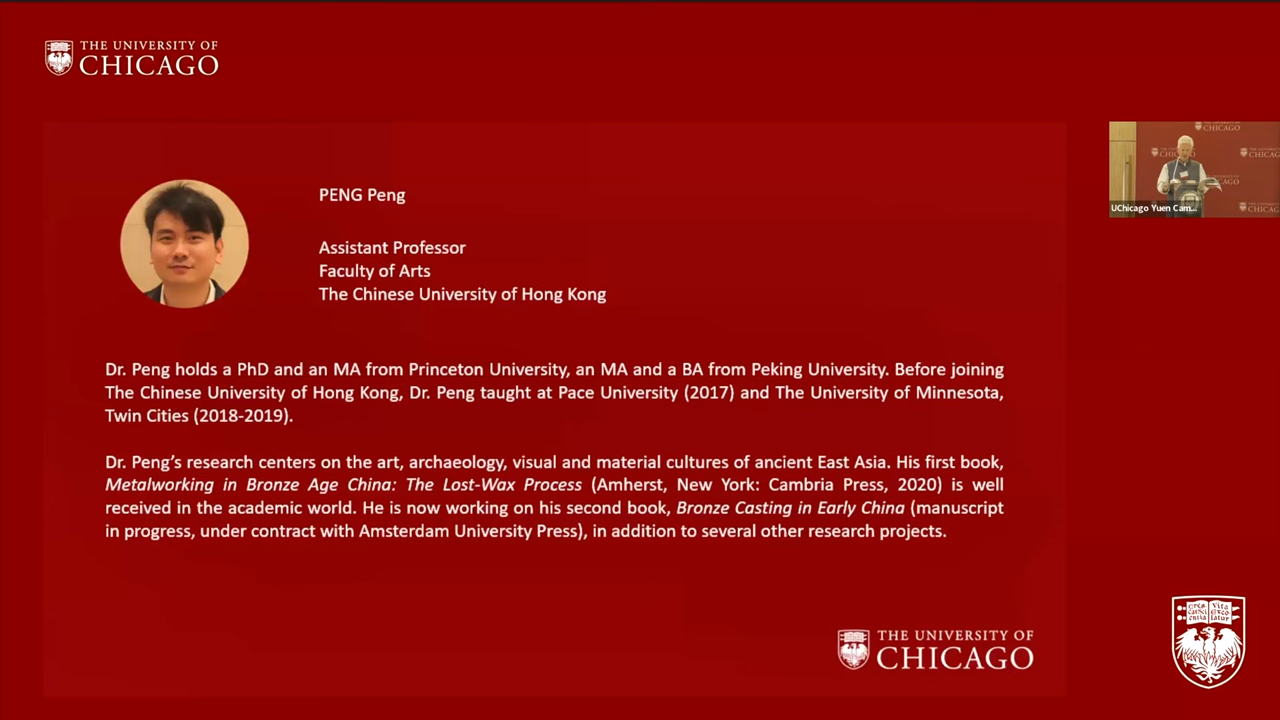 THE UNIVERSITY OF
CHICAGO
PENG Peng
Assistant Professor
Faculty of Arts
The Chinese University of Hong Kong
Dr. Peng holds a PhD and an MA from Princeton University, an MA and a BA from Peking University. Before joining
The Chinese University of Hong Kong, Dr. Peng taught at Pace University (2017) and The University of Minnesota,
Twin Cities (2018-2019).
Dr. Peng’s research centers on the art, archaeology, visual and material cultures of ancient East Asia. His first book,
Metalworking in Bronze Age China: The Lost-Wax Process (Amherst, New York: Cambria Press, 2020) is well
received in the academic world. He is now working on his second book, Bronze Casting in Early China (manuscript
in progress, under contract with Amsterdam University Press), in addition to several other research projects.
UChicago Yuen Cam...
THE UNIVERSITY OF
CHICAGO